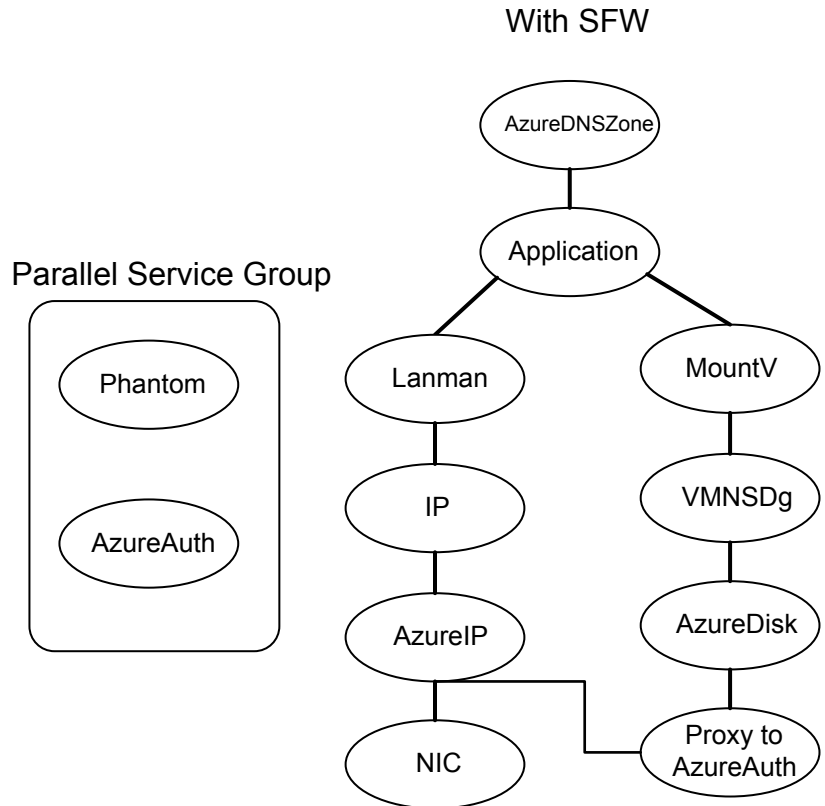 With SFW
AzureDNSZone
Application
Parallel Service Group
Phantom
AzureAuth
Lanman
MountV
IP
VMNSDg
AzureIP
AzureDisk
NIC
Proxy to
AzureAuth